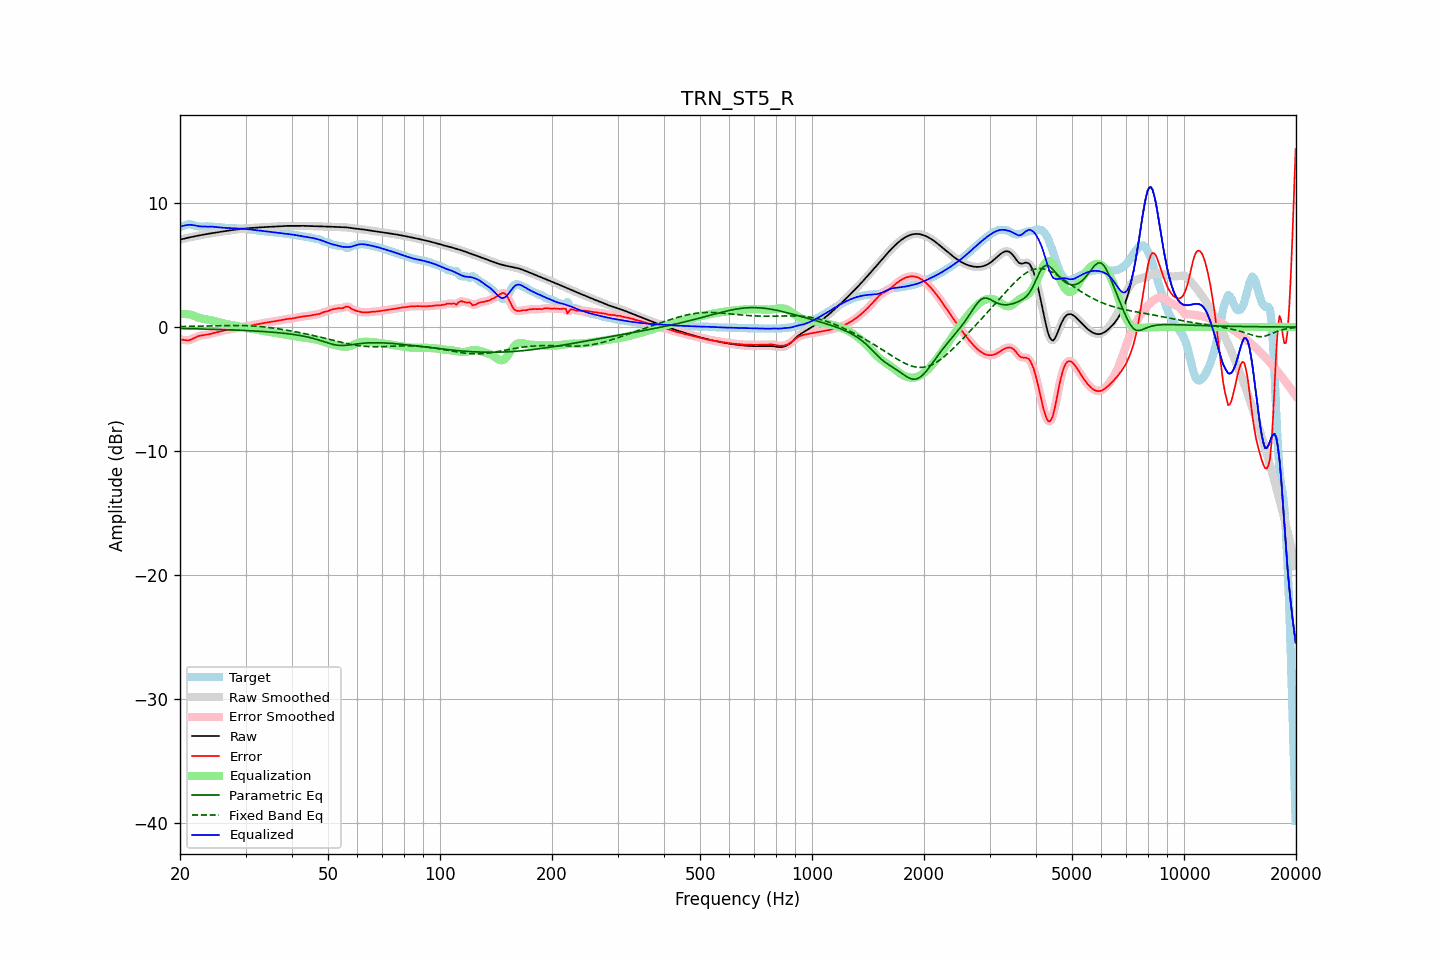 TRN_ST5_R
Amplitude (dBr)
10
0
−10
−20
−30
−40
Target
Raw Smoothed
Error Smoothed
Raw
Error
Equalization
Parametric Eq
Fixed Band Eq
Equalized
20 50 100 200 500 1000 2000 5000 10000 20000
Frequency (Hz)